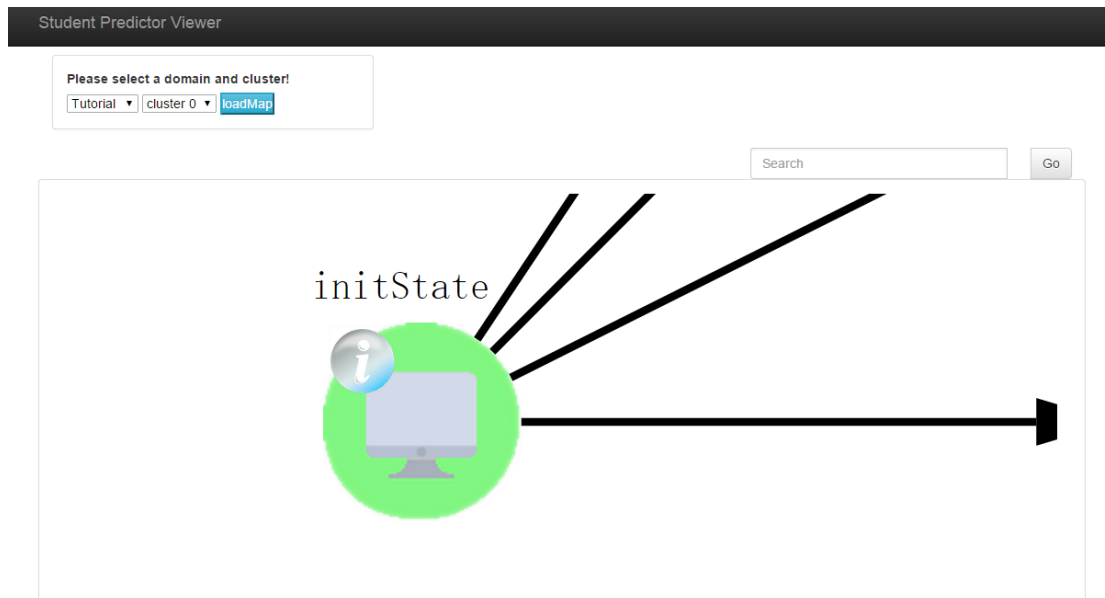 Student Predictor Viewer
Please select a domain and cluster!
Tutorial cluster 0 loadMap
Search Go
initState
i